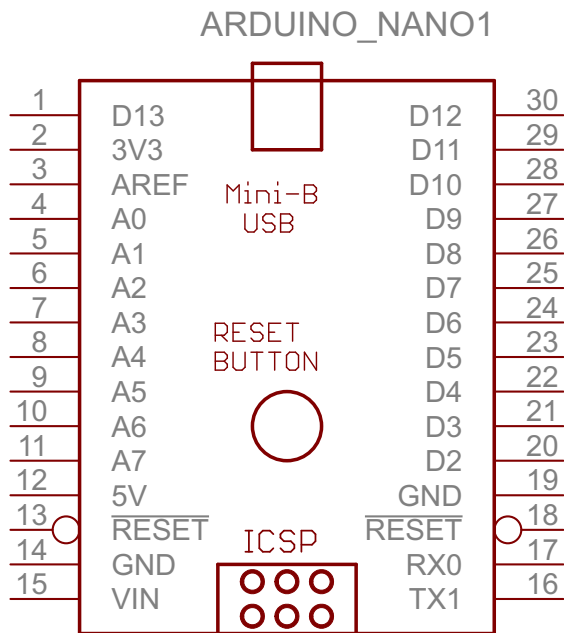 ARDUINO_NANO1
1 D13 D12 30
2 3V3 D11 29
3 AREF D10 28
Mini-B
4 A0 D9 27
USB
5 A1 D8 26
6 A2 D7 25
7 A3 D6 24
RESET
8 A4 D5 23
BUTTON
9 A5 D4 22
10 A6 D3 21
11 A7 D2 20
12 5V GND 19
13 RESET RESET 18
ICSP
14 GND RX0 17
15 VIN TX1 16